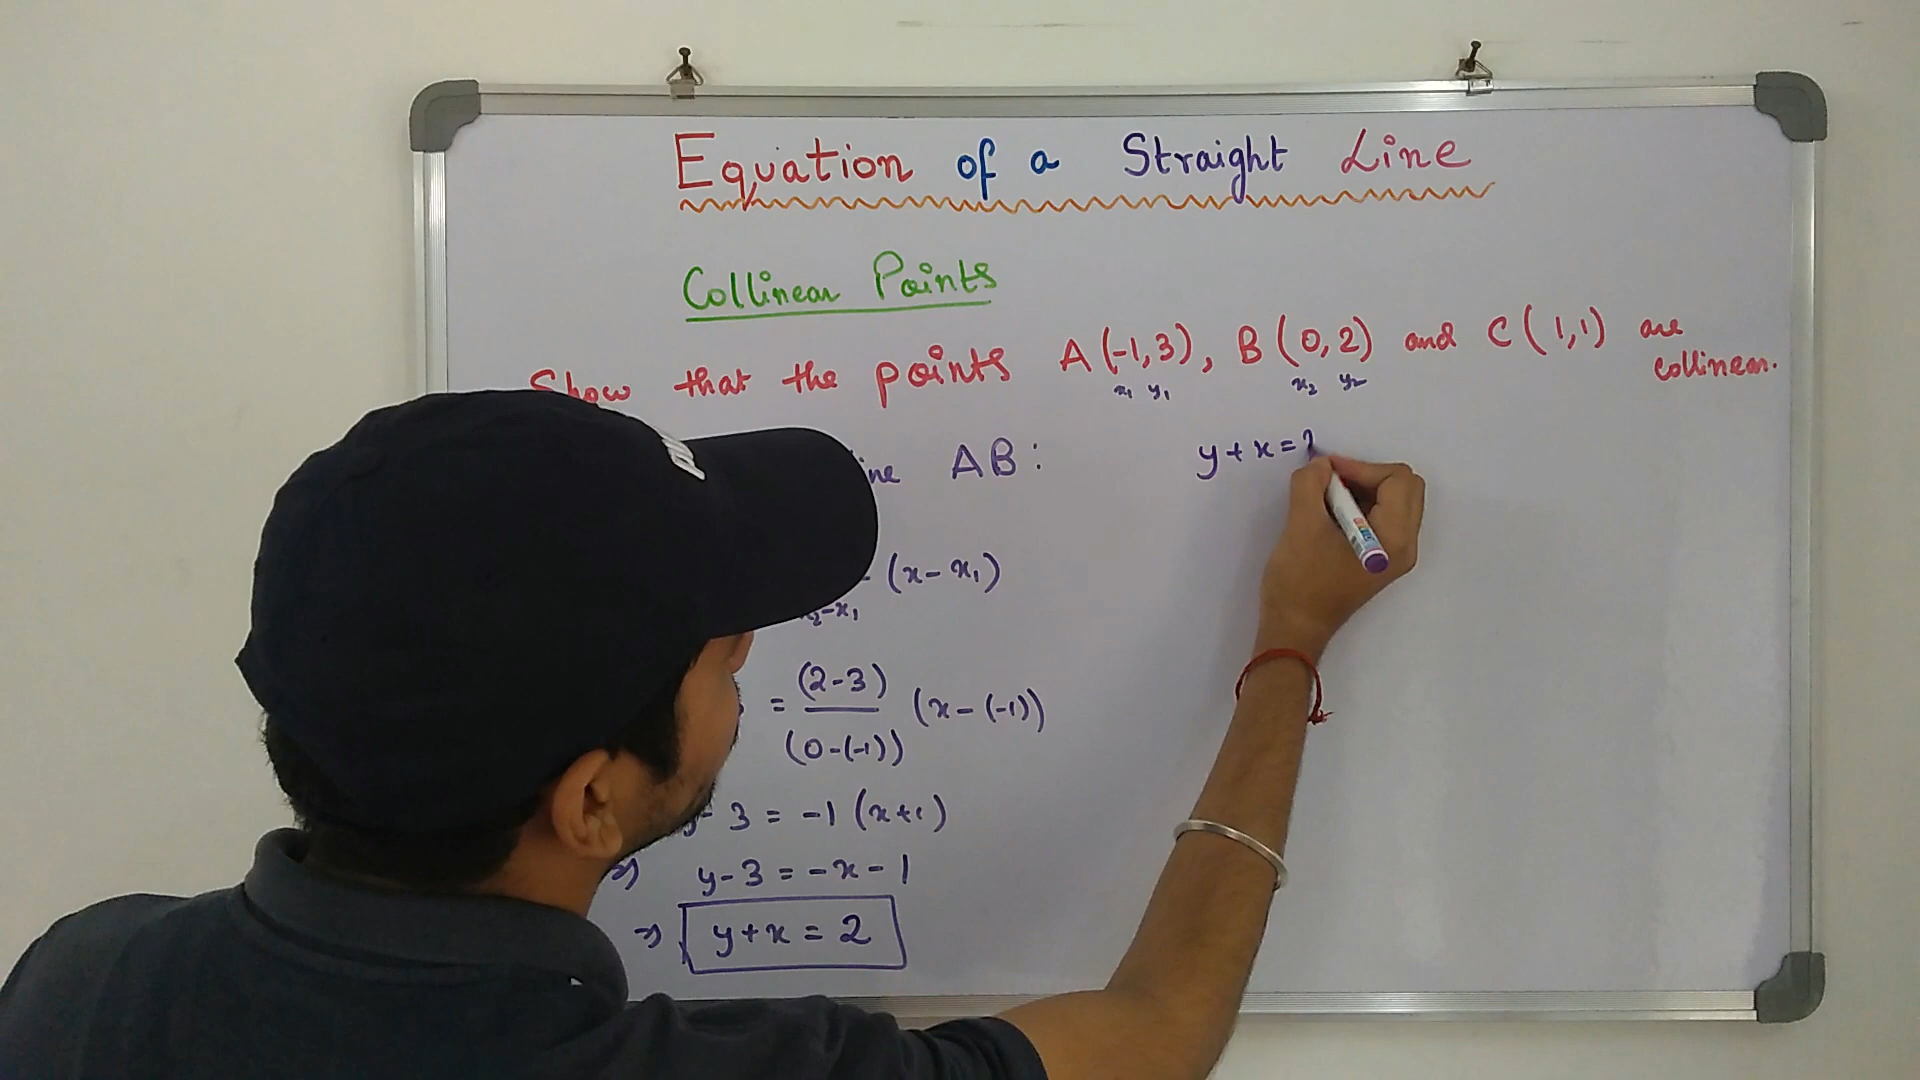 Equation of a Straight Line
Collinear Points
Show that the points A(-1,3), B(0,2) and C(1,1) are collinear.
x₁ y₁ x₂ y₂
AB:
(x-x₁)
x₂-x₁
= (2-3)/(0-(-1)) (x-(-1))
y-3 = -1(x+1)
⇒ y-3 = -x-1
⇒ y+x = 2
y+x=